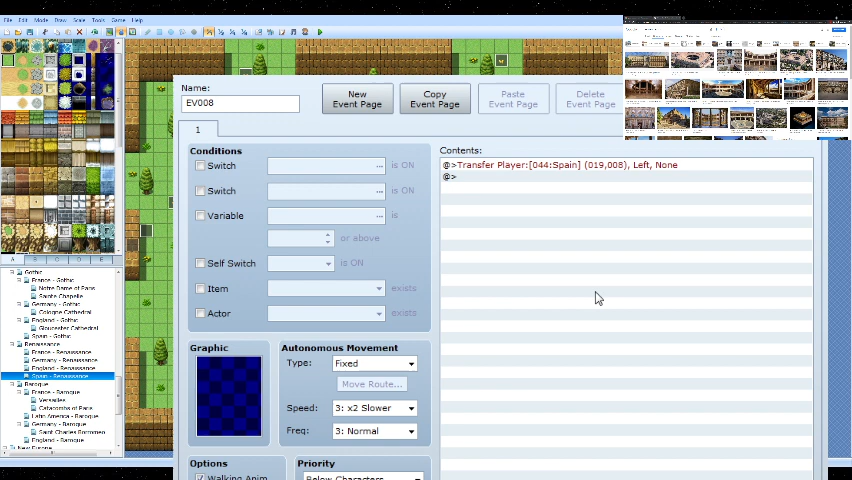 File Edit Mode Draw Scale Tools Game Help
Name:
EV008
New
Event Page
Copy
Event Page
Paste
Event Page
Delete
Event Page
1
Conditions
Switch ... is ON
Switch ... is ON
Variable ... is
or above
Self Switch is ON
Item exists
Actor exists
Contents:
@>Transfer Player:[044:Spain] (019,008), Left, None
@>
Graphic
Autonomous Movement
Type: Fixed
Move Route...
Speed: 3: x2 Slower
Freq: 3: Normal
Options
Walking Anim
Priority
Below Characters
A B C D E
Gothic
France - Gothic
Notre Dame of Paris
Sainte Chapelle
Germany - Gothic
Cologne Cathedral
England - Gothic
Gloucester Cathedral
Spain - Gothic
Renaissance
France - Renaissance
Germany - Renaissance
England - Renaissance
Spain - Renaissance
Baroque
France - Baroque
Versailles
Catacombs of Paris
Latin America - Baroque
Germany - Baroque
Saint Charles Borromeo
England - Baroque
New Europe